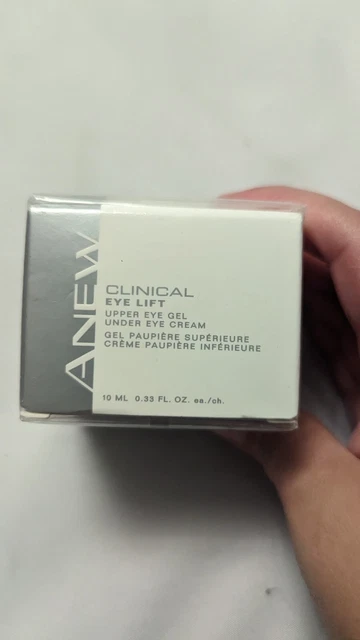 ANEW
CLINICAL
EYE LIFT
UPPER EYE GEL
UNDER EYE CREAM
GEL PAUPIÈRE SUPÉRIEURE
CRÈME PAUPIÈRE INFÉRIEURE
10 ML 0.33 FL. OZ. ea./ch.